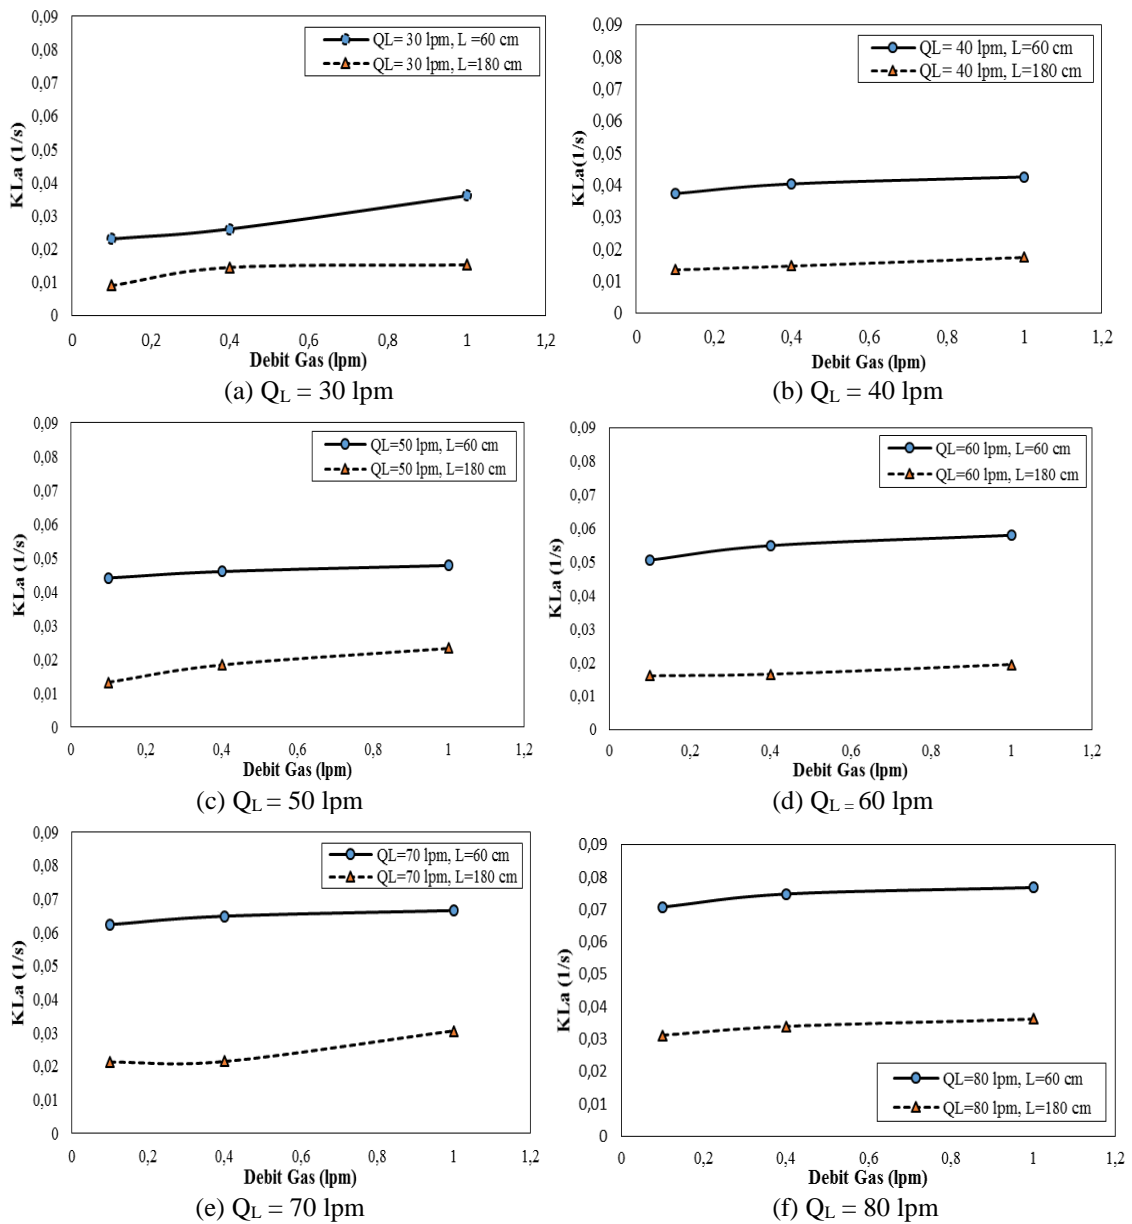 0,09
0,08
0,07
0,06
0,05
0,04
0,03
0,02
0,01
0
KLa (1/s)
QL= 30 lpm, L =60 cm
QL= 30 lpm, L=180 cm
0 0,2 0,4 0,6 0,8 1 1,2
Debit Gas (lpm)
(a) QL = 30 lpm
0,09
0,08
0,07
0,06
0,05
0,04
0,03
0,02
0,01
0
KLa(1/s)
QL= 40 lpm, L=60 cm
QL= 40 lpm, L=180 cm
0 0,2 0,4 0,6 0,8 1 1,2
Debit Gas (lpm)
(b) QL = 40 lpm
0,09
0,08
0,07
0,06
0,05
0,04
0,03
0,02
0,01
0
KLa (1/s)
QL=50 lpm, L=60 cm
QL=50 lpm, L=180 cm
0 0,2 0,4 0,6 0,8 1 1,2
Debit Gas (lpm)
(c) QL = 50 lpm
0,09
0,08
0,07
0,06
0,05
0,04
0,03
0,02
0,01
0
KLa (1/s)
QL=60 lpm, L=60 cm
QL=60 lpm, L=180 cm
0 0,2 0,4 0,6 0,8 1 1,2
Debit Gas (lpm)
(d) QL = 60 lpm
0,09
0,08
0,07
0,06
0,05
0,04
0,03
0,02
0,01
0
KLa (1/s)
QL=70 lpm, L=60 cm
QL=70 lpm, L=180 cm
0 0,2 0,4 0,6 0,8 1 1,2
Debit Gas (lpm)
(e) QL = 70 lpm
0,09
0,08
0,07
0,06
0,05
0,04
0,03
0,02
0,01
0
KLa (1/s)
QL=80 lpm, L=60 cm
QL=80 lpm, L=180 cm
0 0,2 0,4 0,6 0,8 1 1,2
Debit Gas (lpm)
(f) QL = 80 lpm